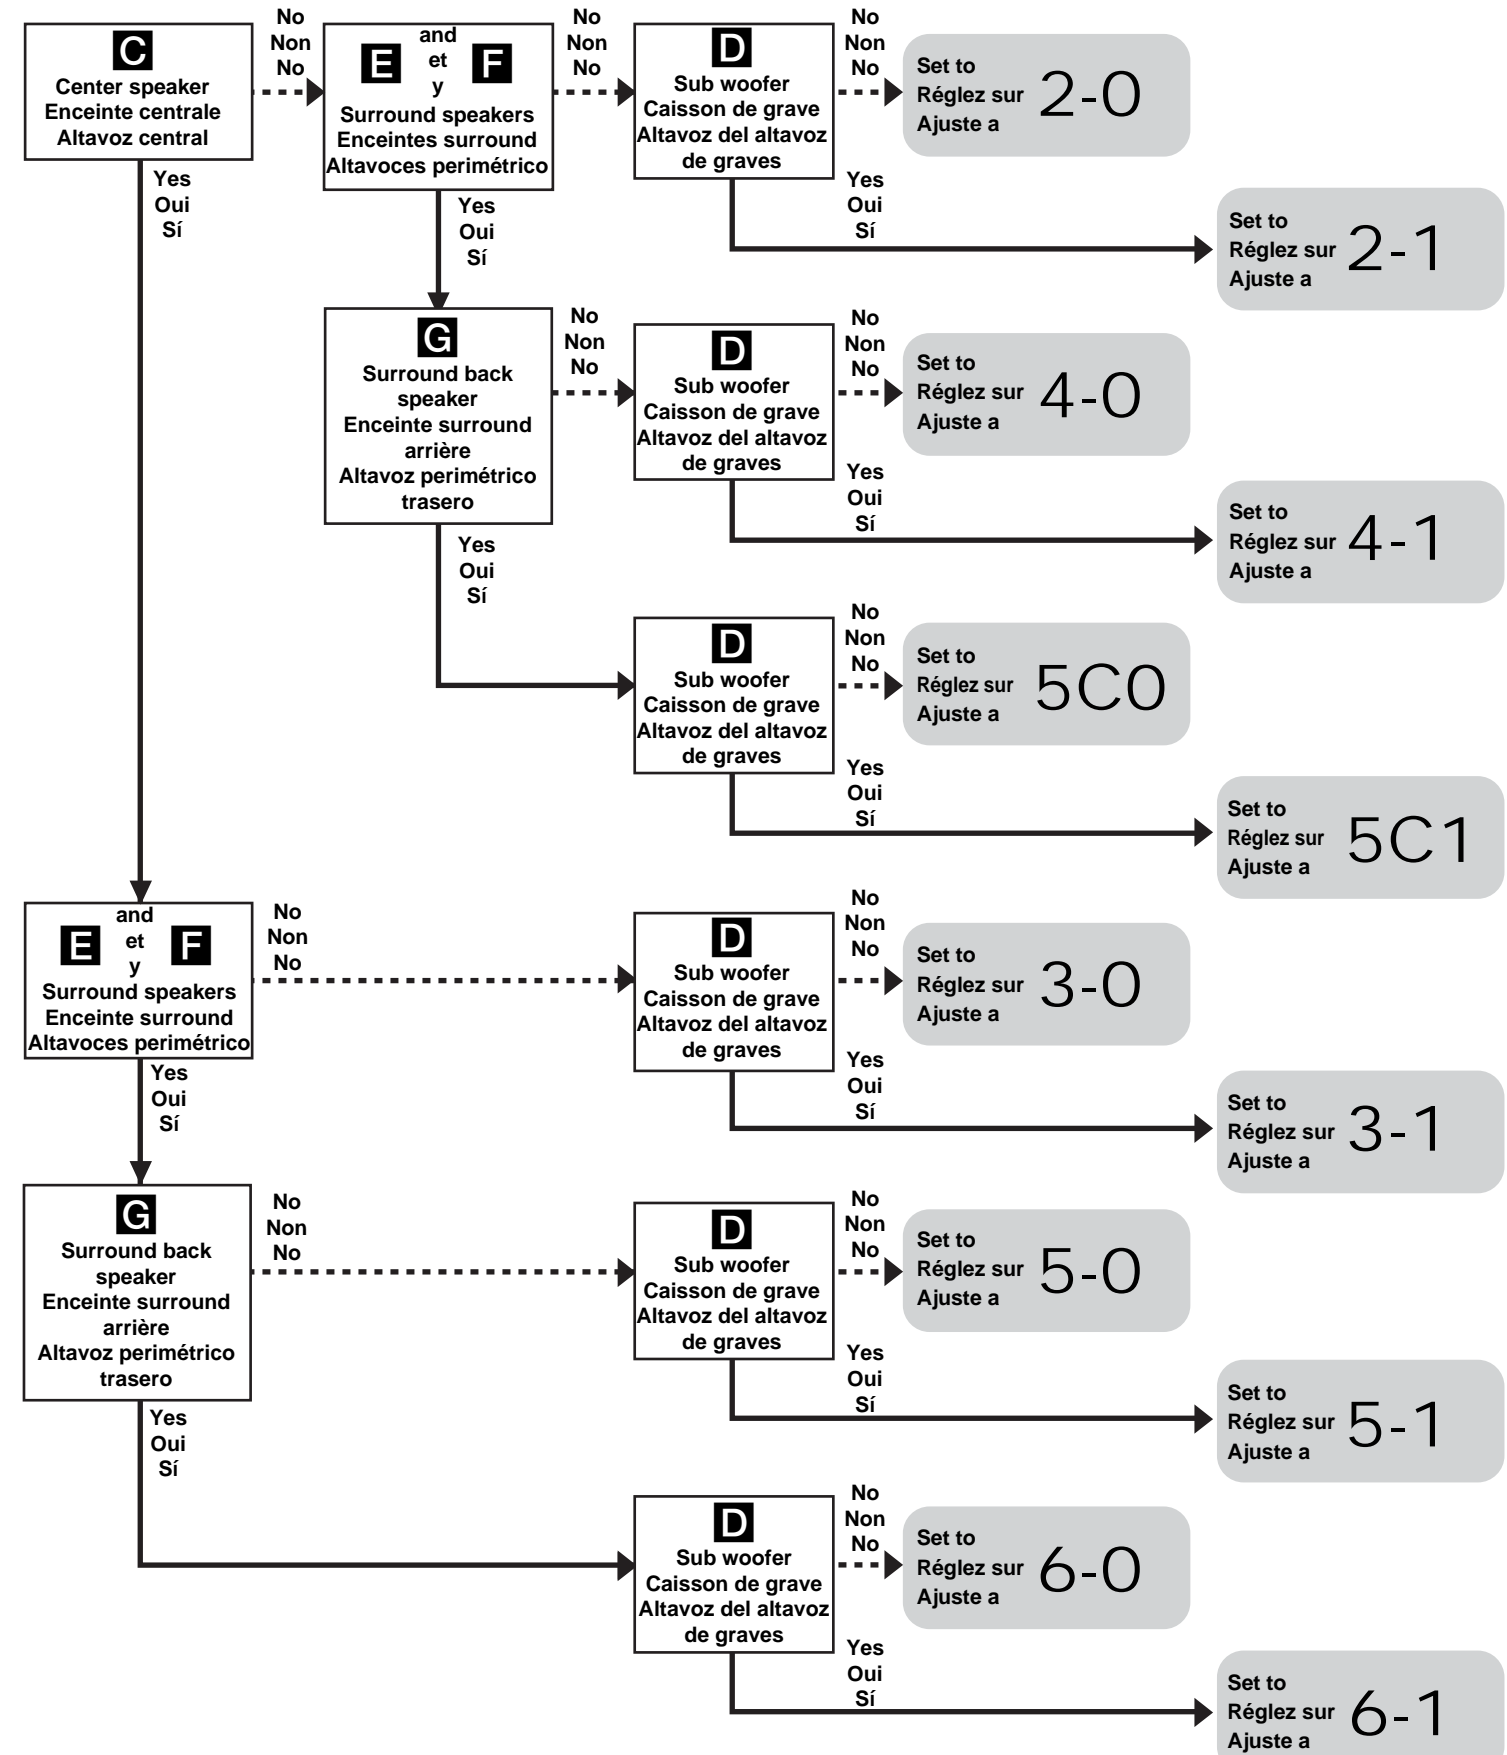 C
Center speaker
Enceinte centrale
Altavoz central
No
Non
No
Yes
Oui
Sí
E and F
et
y
Surround speakers
Enceintes surround
Altavoces perimétrico
No
Non
No
Yes
Oui
Sí
D
Sub woofer
Caisson de grave
Altavoz del altavoz
de graves
No
Non
No
Set to
Réglez sur
Ajuste a
2-0
Yes
Oui
Sí
Set to
Réglez sur
Ajuste a
2-1
G
Surround back
speaker
Enceinte surround
arrière
Altavoz perimétrico
trasero
No
Non
No
Yes
Oui
Sí
D
Sub woofer
Caisson de grave
Altavoz del altavoz
de graves
No
Non
No
Set to
Réglez sur
Ajuste a
4-0
Yes
Oui
Sí
Set to
Réglez sur
Ajuste a
4-1
D
Sub woofer
Caisson de grave
Altavoz del altavoz
de graves
No
Non
No
Set to
Réglez sur
Ajuste a
5C0
Yes
Oui
Sí
Set to
Réglez sur
Ajuste a
5C1
E and F
et
y
Surround speakers
Enceinte surround
Altavoces perimétrico
No
Non
No
Yes
Oui
Sí
D
Sub woofer
Caisson de grave
Altavoz del altavoz
de graves
No
Non
No
Set to
Réglez sur
Ajuste a
3-0
Yes
Oui
Sí
Set to
Réglez sur
Ajuste a
3-1
G
Surround back
speaker
Enceinte surround
arrière
Altavoz perimétrico
trasero
No
Non
No
Yes
Oui
Sí
D
Sub woofer
Caisson de grave
Altavoz del altavoz
de graves
No
Non
No
Set to
Réglez sur
Ajuste a
5-0
Yes
Oui
Sí
Set to
Réglez sur
Ajuste a
5-1
D
Sub woofer
Caisson de grave
Altavoz del altavoz
de graves
No
Non
No
Set to
Réglez sur
Ajuste a
6-0
Yes
Oui
Sí
Set to
Réglez sur
Ajuste a
6-1